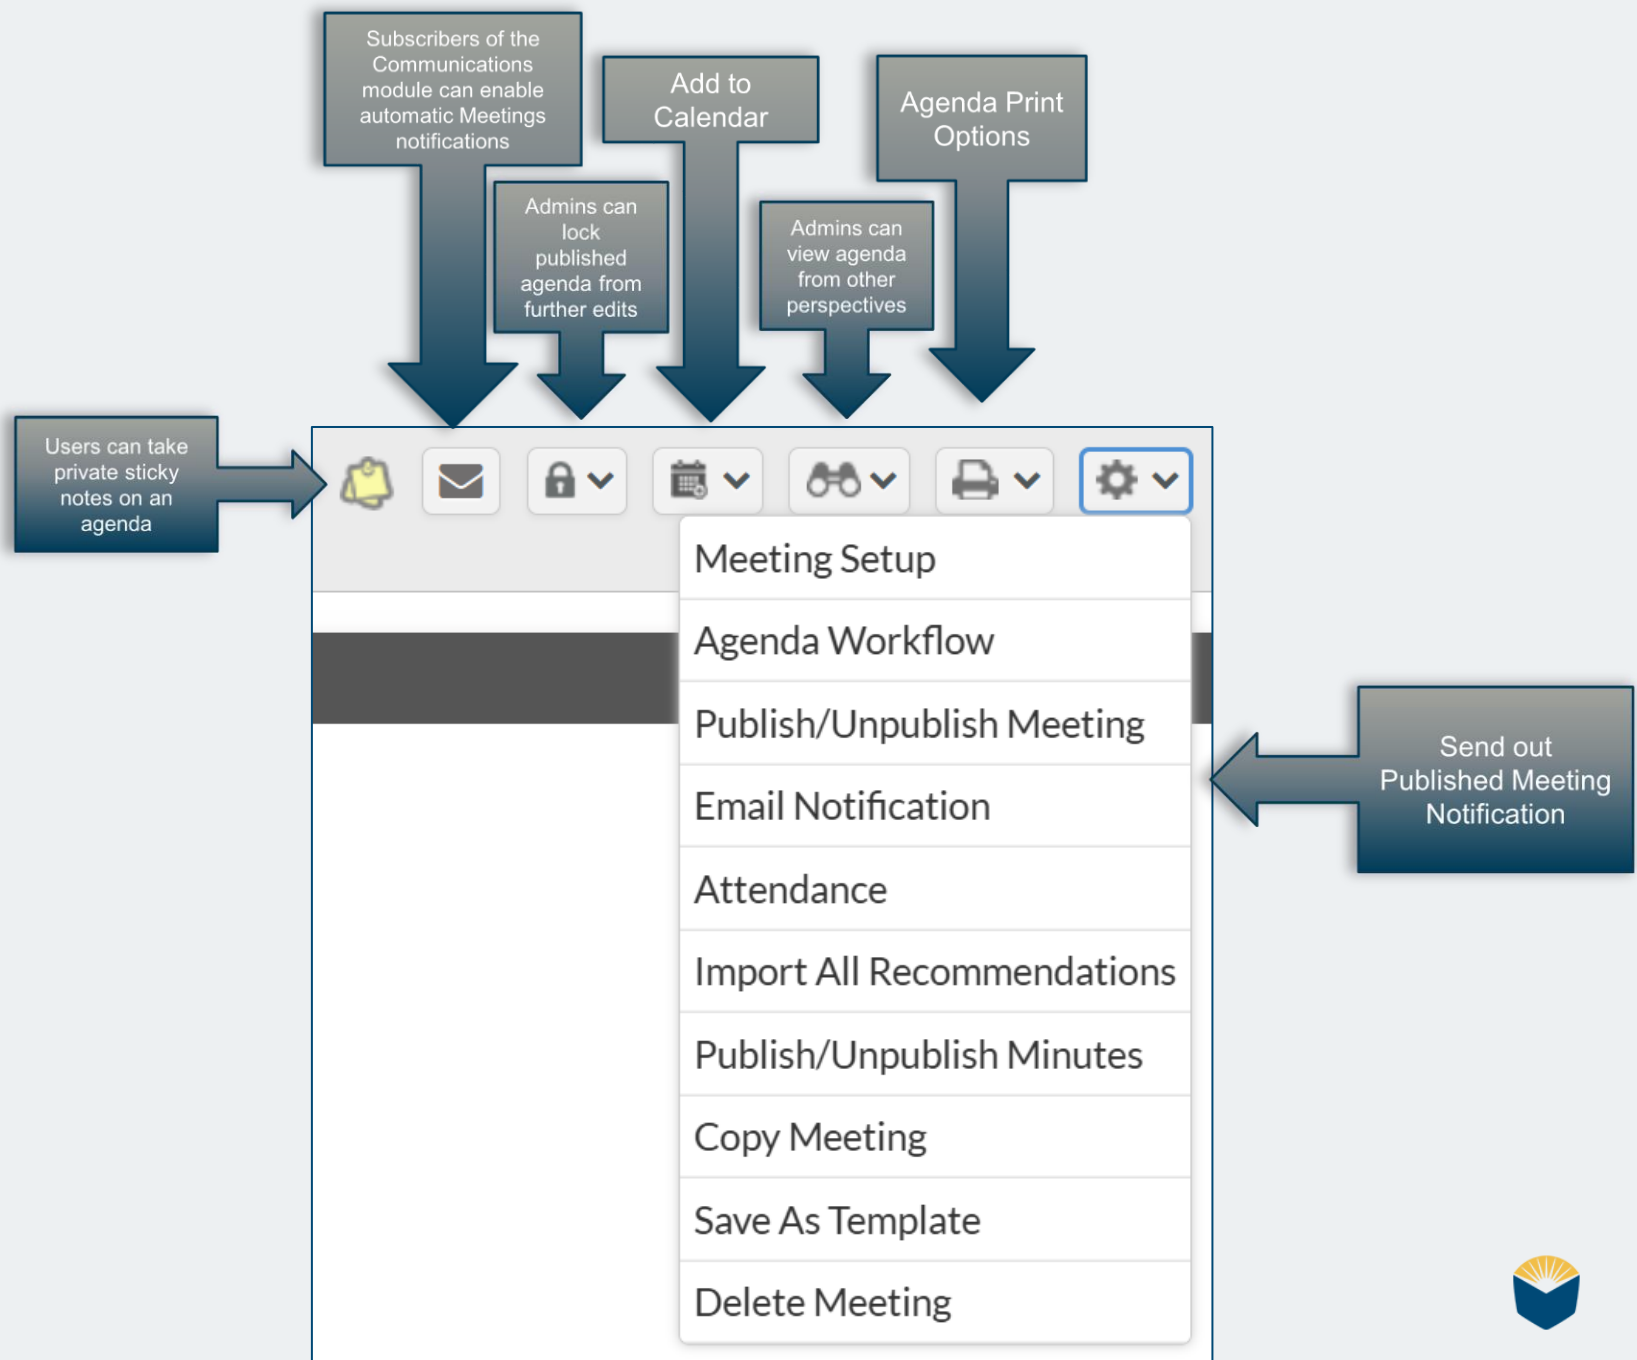 Subscribers of the
Communications
module can enable
automatic Meetings
notifications
Add to
Calendar
Agenda Print
Options
Admins can
lock
published
agenda from
further edits
Admins can
view agenda
from other
perspectives
Users can take
private sticky
notes on an
agenda
Meeting Setup
Agenda Workflow
Publish/Unpublish Meeting
Email Notification
Attendance
Import All Recommendations
Publish/Unpublish Minutes
Copy Meeting
Save As Template
Delete Meeting
Send out
Published Meeting
Notification